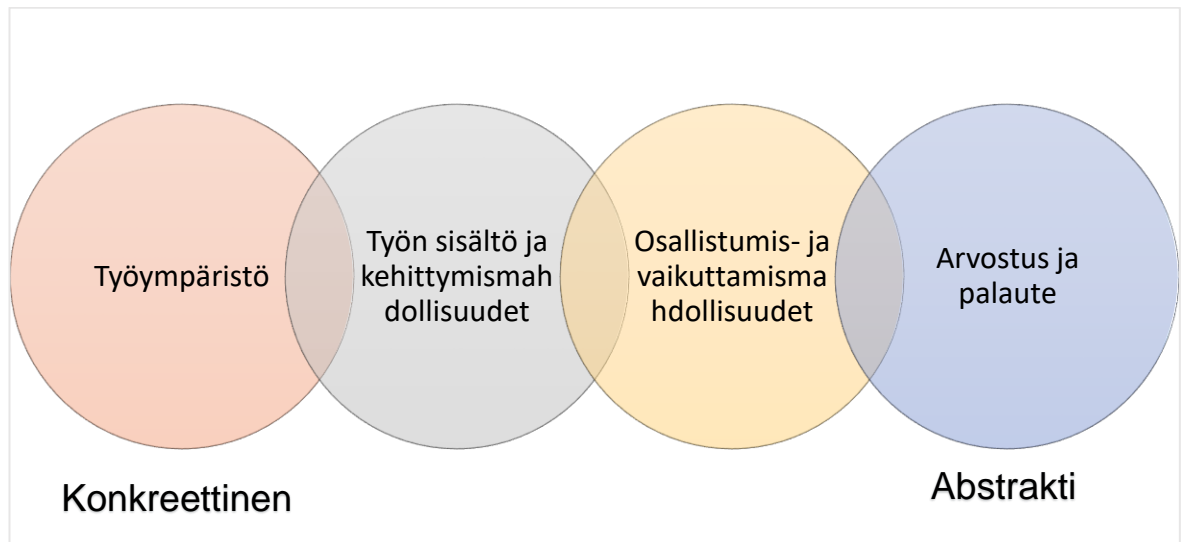 Työympäristö
Työn sisältö ja
kehittymismah
dollisuudet
Osallistumis- ja
vaikuttamisma
hdollisuudet
Arvostus ja
palaute
Konkreettinen
Abstrakti